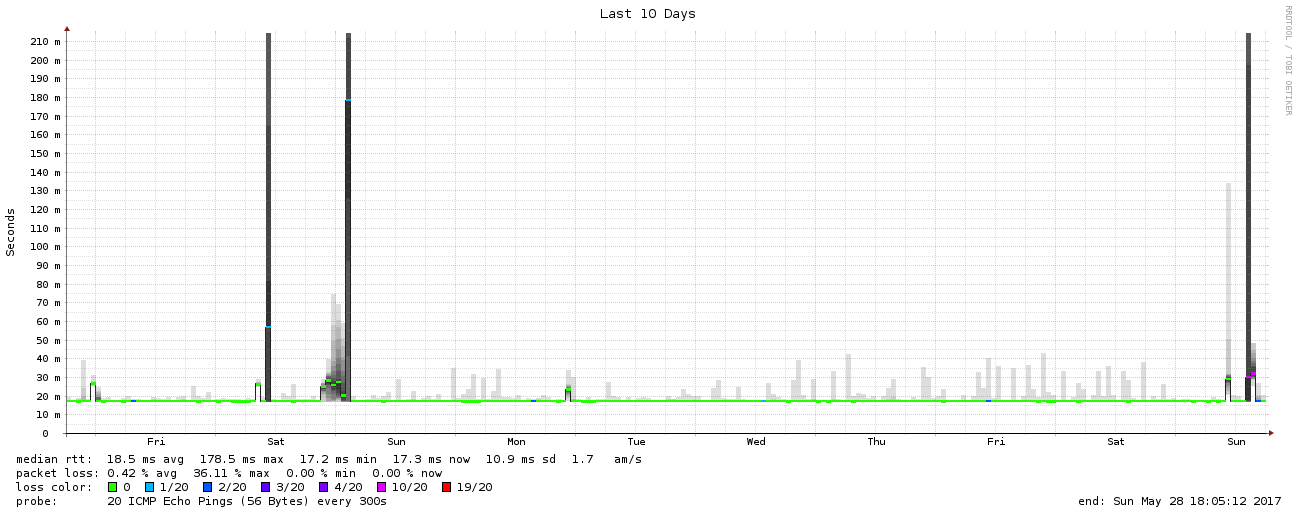 Last 10 Days
RRDTOOL / TOBI OETIKER
Seconds
210 m
200 m
190 m
180 m
170 m
160 m
150 m
140 m
130 m
120 m
110 m
100 m
90 m
80 m
70 m
60 m
50 m
40 m
30 m
20 m
10 m
0
Fri Sat Sun Mon Tue Wed Thu Fri Sat Sun
median rtt: 18.5 ms avg 178.5 ms max 17.2 ms min 17.3 ms now 10.9 ms sd 1.7 am/s
packet loss: 0.42 % avg 36.11 % max 0.00 % min 0.00 % now
loss color: 0 1/20 2/20 3/20 4/20 10/20 19/20
probe: 20 ICMP Echo Pings (56 Bytes) every 300s end: Sun May 28 18:05:12 2017